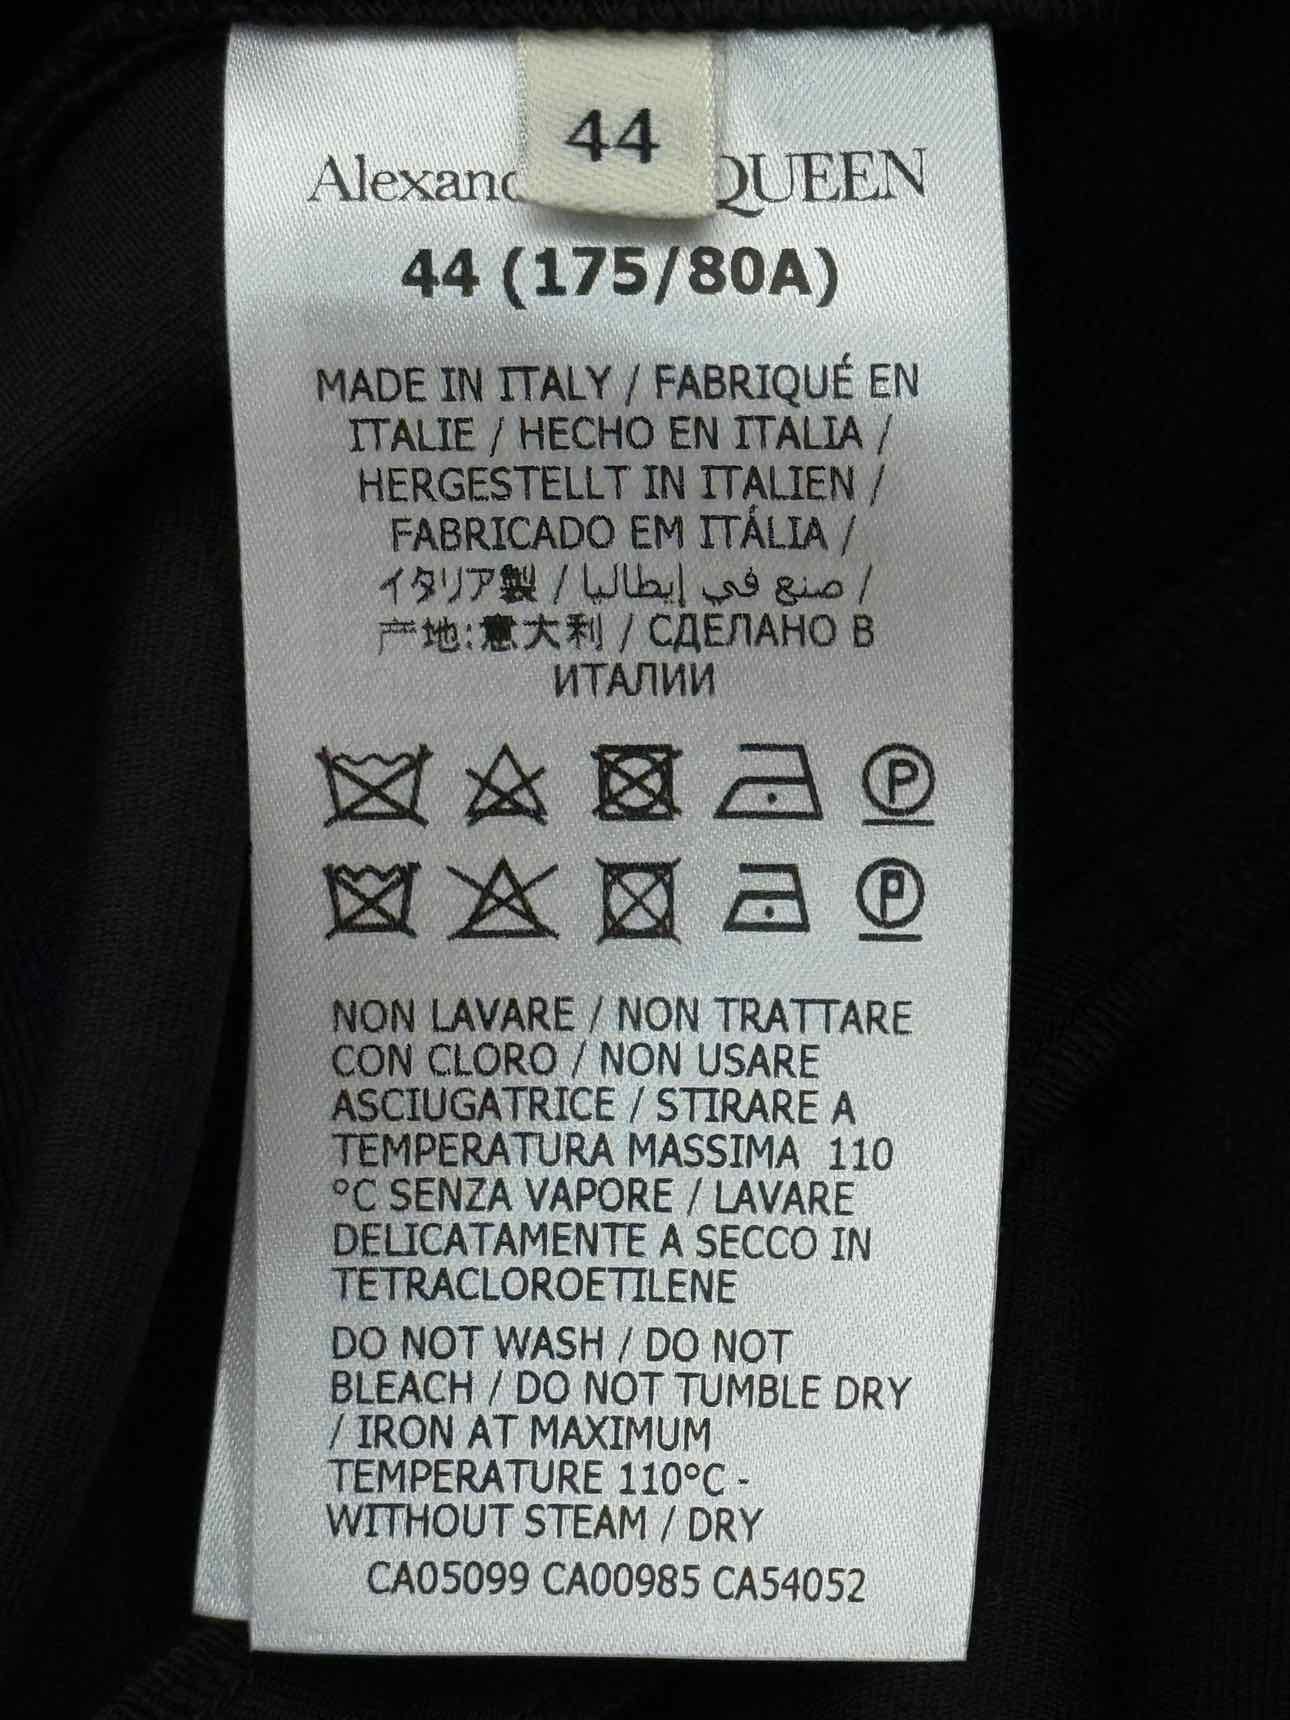 44
Alexan QUEEN
44 (175/80A)
MADE IN ITALY / FABRIQUÉ EN
ITALIE / HECHO EN ITALIA /
HERGESTELLT IN ITALIEN /
FABRICADO EM ITÁLIA /
イタリア製 / صنع في إيطاليا /
产地:意大利 / СДЕЛАНО В
ИТАЛИИ
P
P
NON LAVARE / NON TRATTARE
CON CLORO / NON USARE
ASCIUGATRICE / STIRARE A
TEMPERATURA MASSIMA 110
°C SENZA VAPORE / LAVARE
DELICATAMENTE A SECCO IN
TETRACLOROETILENE
DO NOT WASH / DO NOT
BLEACH / DO NOT TUMBLE DRY
/ IRON AT MAXIMUM
TEMPERATURE 110°C -
WITHOUT STEAM / DRY
CA05099 CA00985 CA54052